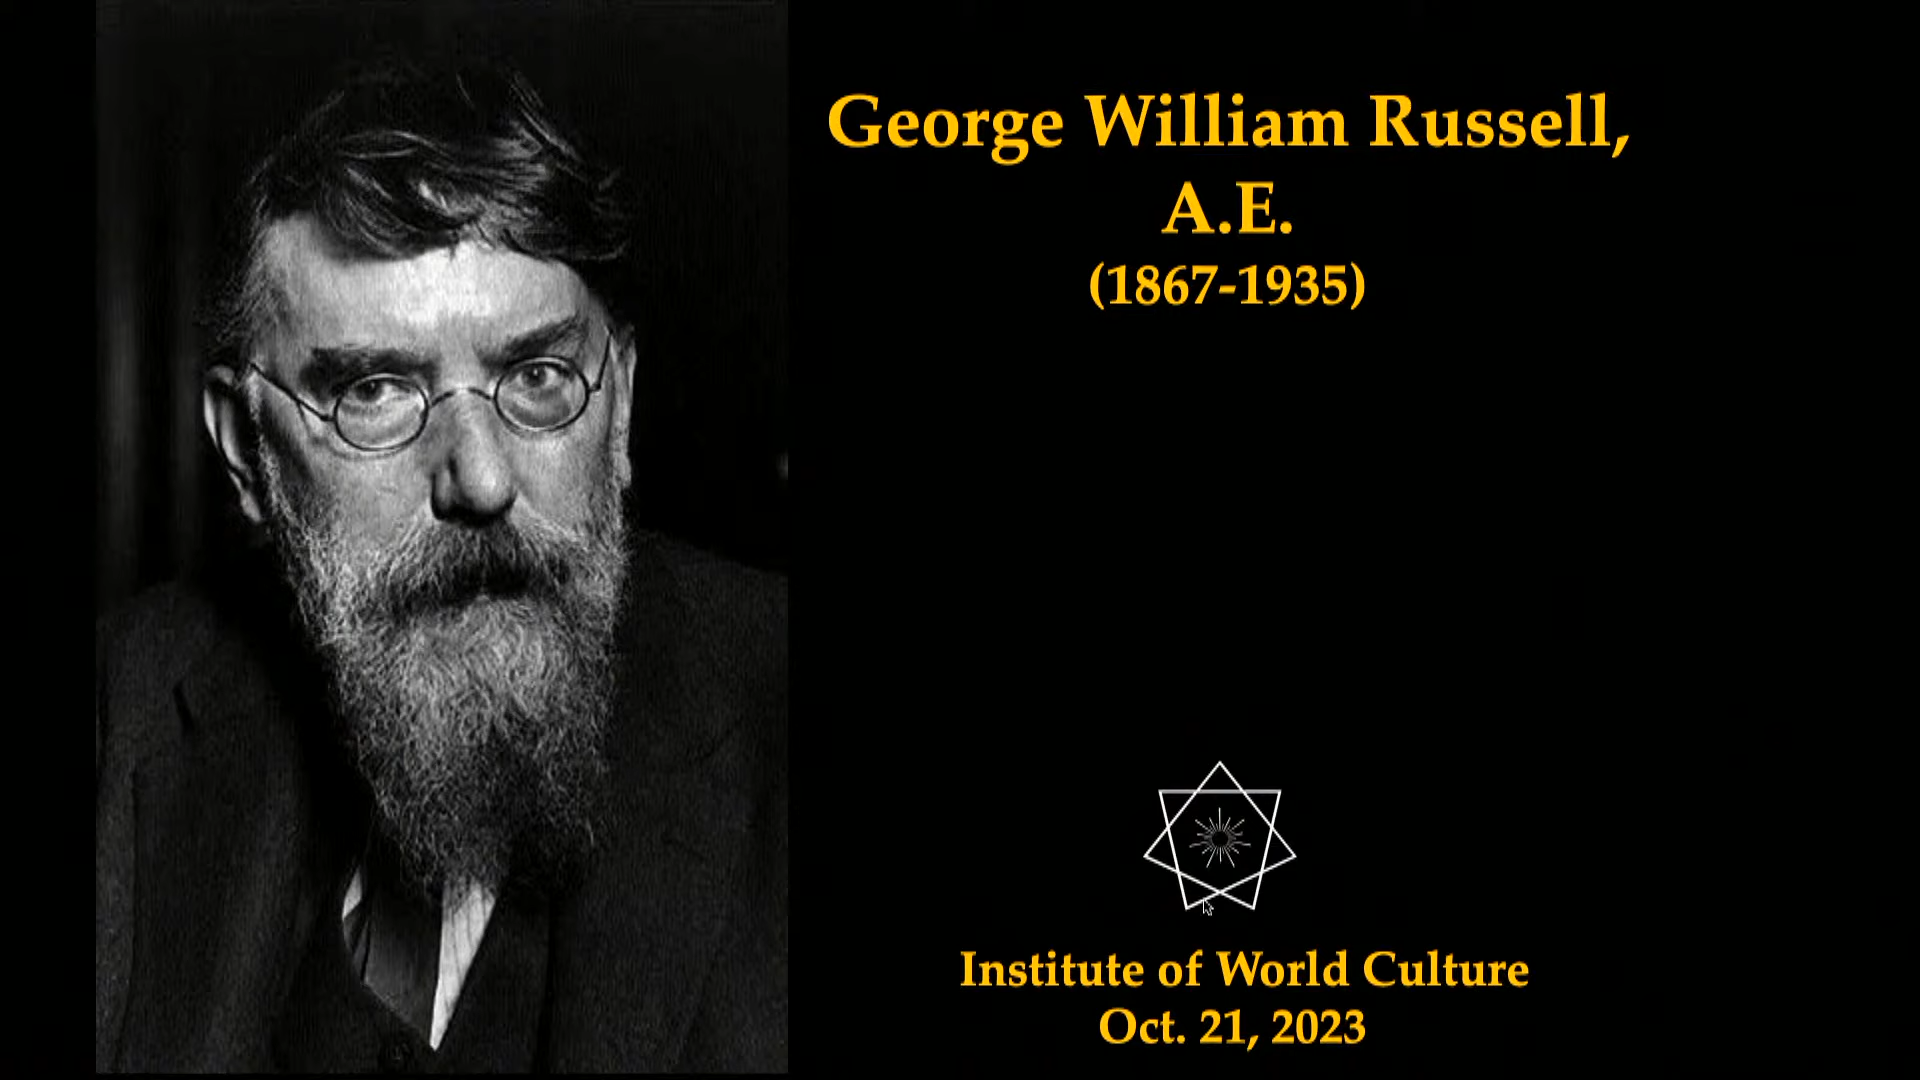 George William Russell,
A.E.
(1867-1935)
Institute of World Culture
Oct. 21, 2023